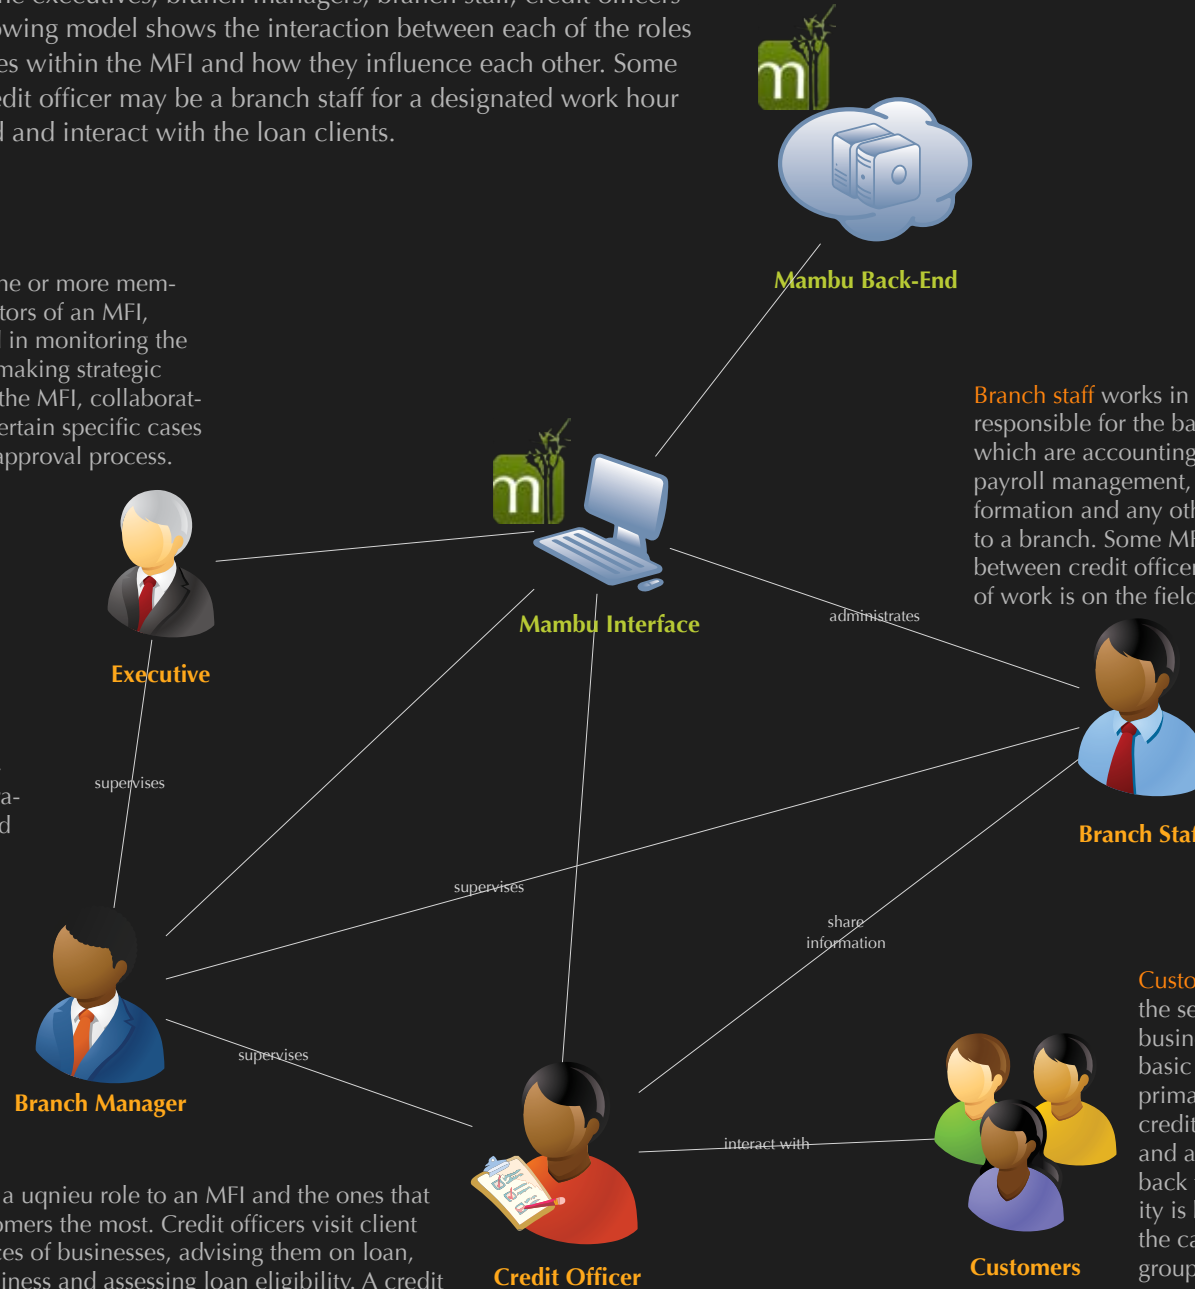 owing model shows the interaction between each of the roles
es within the MFI and how they influence each other. Some
edit officer may be a branch staff for a designated work hour
d and interact with the loan clients.
m
Mambu Back-End
ne or more mem-
tors of an MFI,
in monitoring the
making strategic
the MFI, collaborat-
ertain specific cases
approval process.
Branch staff works in
responsible for the ba
which are accounting
payroll management,
formation and any oth
to a branch. Some MF
between credit officer
of work is on the field
m
Mambu Interface
administrates
Executive
supervises
a-
d
Branch Staf
supervises
share
information
Branch Manager
supervises
Custo
the se
busin
basic
prima
credit
and a
back
ity is
the ca
group
interact with
Customers
a uqnieu role to an MFI and the ones that
omers the most. Credit officers visit client
ces of businesses, advising them on loan,
iness and assessing loan eligibility. A credit
Credit Officer